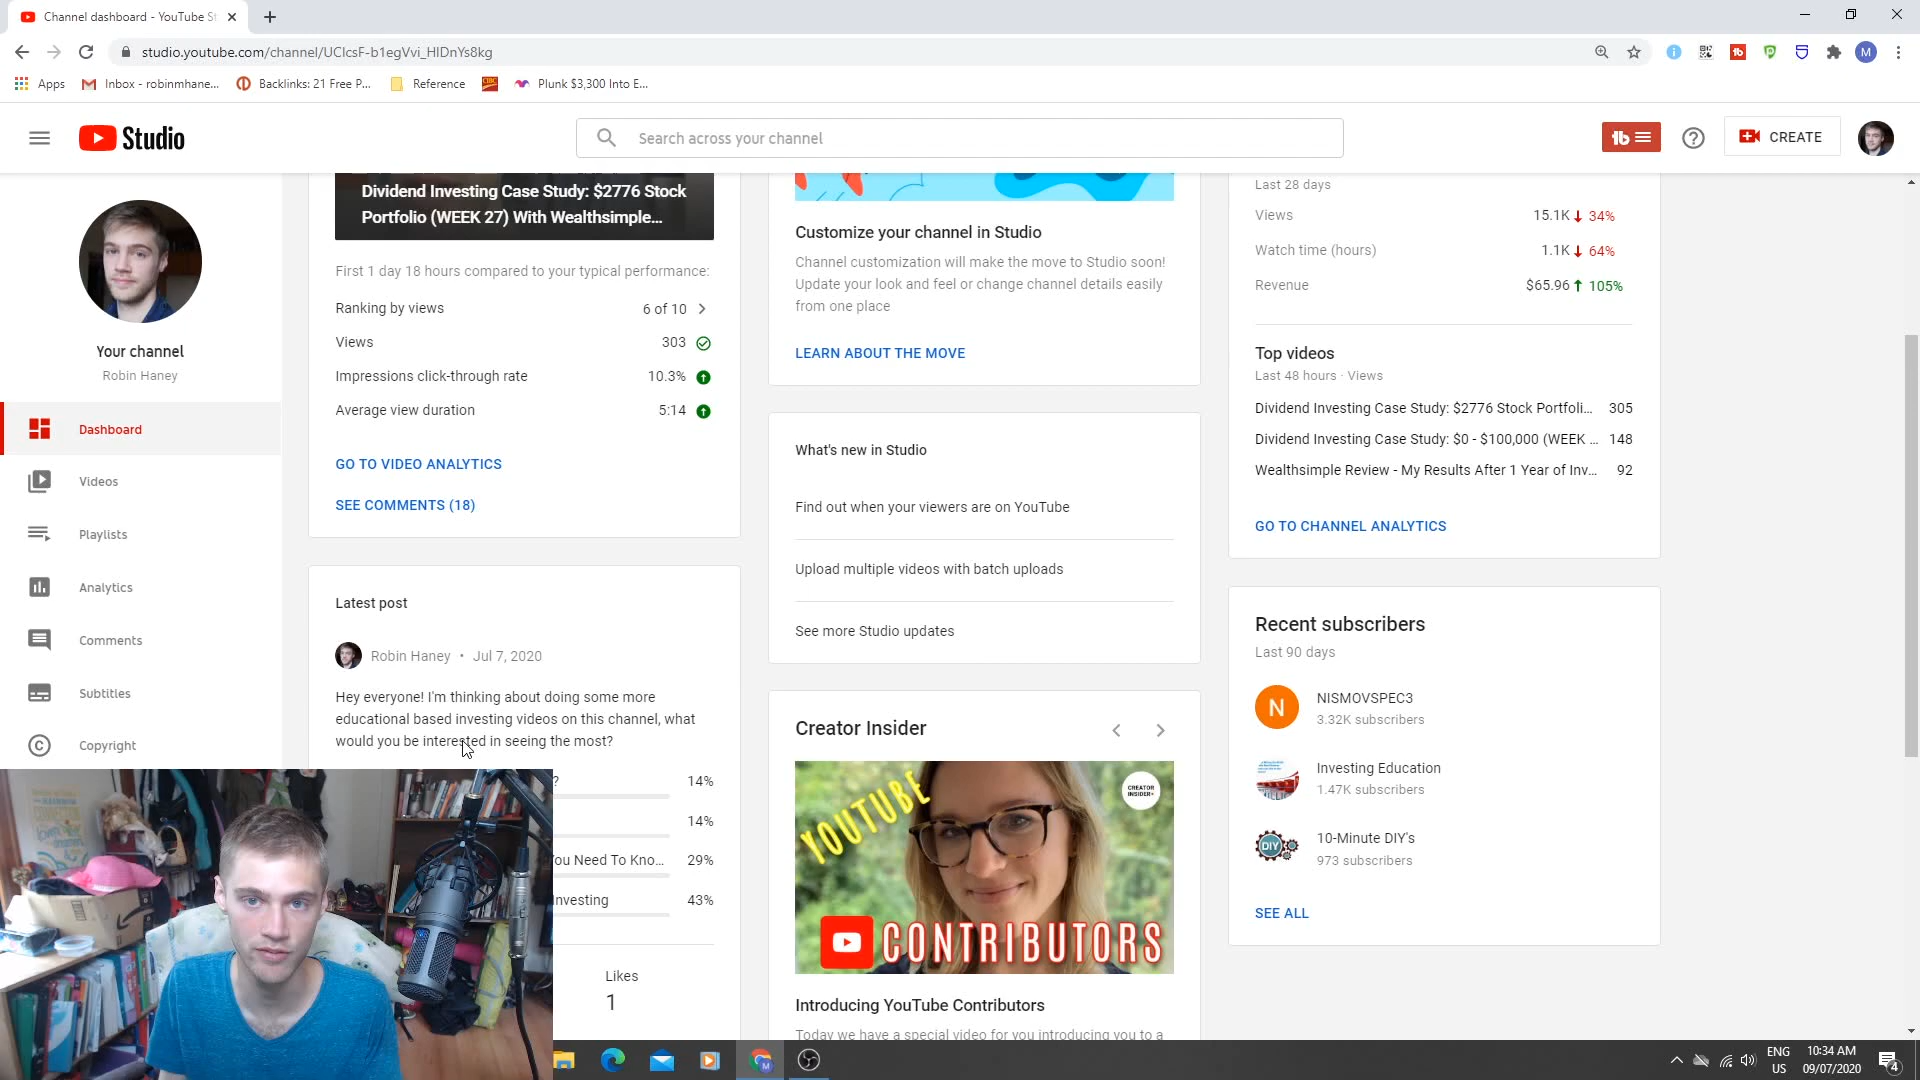 Channel dashboard - YouTube St
studio.youtube.com/channel/UCIcsF-b1egVvi_HIDnYs8kg
Apps
Inbox - robinmhane...
Backlinks: 21 Free P...
Reference
CIBC
Plunk $3,300 Into E...
M
Studio
Search across your channel
CREATE
Your channel
Robin Haney
Dashboard
Videos
Playlists
Analytics
Comments
Subtitles
Copyright
Dividend Investing Case Study: $2776 Stock
Portfolio (WEEK 27) With Wealthsimple...
First 1 day 18 hours compared to your typical performance:
Ranking by views 6 of 10
Views 303
Impressions click-through rate 10.3%
Average view duration 5:14
GO TO VIDEO ANALYTICS
SEE COMMENTS (18)
Latest post
Robin Haney • Jul 7, 2020
Hey everyone! I'm thinking about doing some more
educational based investing videos on this channel, what
would you be interested in seeing the most?
? 14%
14%
You Need To Kno... 29%
Investing 43%
Likes
1
Customize your channel in Studio
Channel customization will make the move to Studio soon!
Update your look and feel or change channel details easily
from one place
LEARN ABOUT THE MOVE
What's new in Studio
Find out when your viewers are on YouTube
Upload multiple videos with batch uploads
See more Studio updates
Creator Insider
YOUTUBE
CREATOR
INSIDER
CONTRIBUTORS
Introducing YouTube Contributors
Today we have a special video for you introducing you to a
Last 28 days
Views 15.1K 34%
Watch time (hours) 1.1K 64%
Revenue $65.96 105%
Top videos
Last 48 hours · Views
Dividend Investing Case Study: $2776 Stock Portfoli... 305
Dividend Investing Case Study: $0 - $100,000 (WEEK ... 148
Wealthsimple Review - My Results After 1 Year of Inv... 92
GO TO CHANNEL ANALYTICS
Recent subscribers
Last 90 days
N
NISMOVSPEC3
3.32K subscribers
Investing Education
1.47K subscribers
DIY
10-Minute DIY's
973 subscribers
SEE ALL
ENG
US
10:34 AM
09/07/2020
4